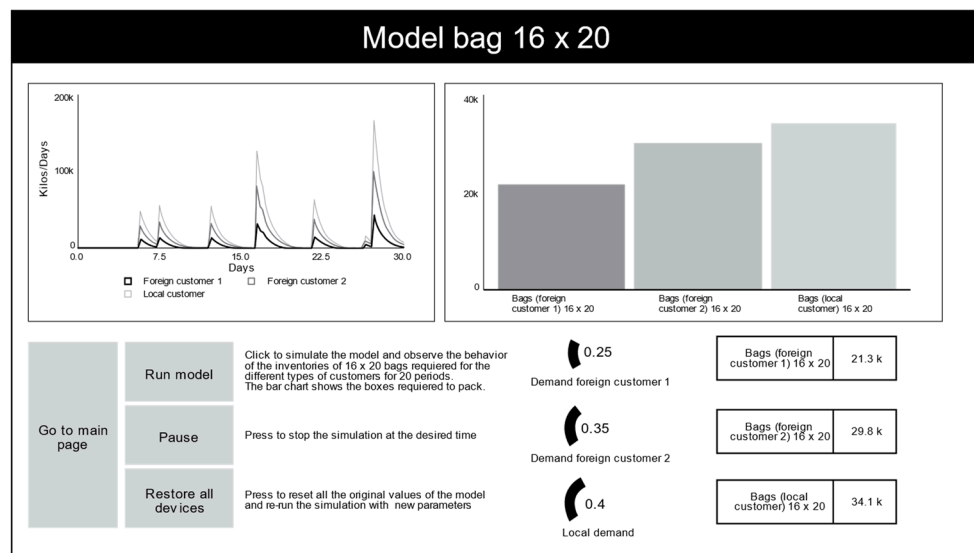 Model bag 16 x 20
200k
100k
0
Kilos/Days
0.0
7.5
15.0
22.5
30.0
Days
Foreign customer 1
Foreign customer 2
Local customer
40k
20k
0
Bags (foreign
customer 1) 16 x 20
Bags (foreign
customer 2) 16 x 20
Bags (local
customer) 16 x 20
Go to main
page
Run model
Click to simulate the model and observe the behavior
of the inventories of 16 x 20 bags requiered for the
different types of customers for 20 periods.
The bar chart shows the boxes requiered to pack.
Pause
Press to stop the simulation at the desired time
Restore all
devices
Press to reset all the original values of the model
and re-run the simulation with new parameters
0.25
Demand foreign customer 1
0.35
Demand foreign customer 2
0.4
Local demand
Bags (foreign
customer 1) 16 x 20
21.3 k
Bags (foreign
customer 2) 16 x 20
29.8 k
Bags (local
customer) 16 x 20
34.1 k